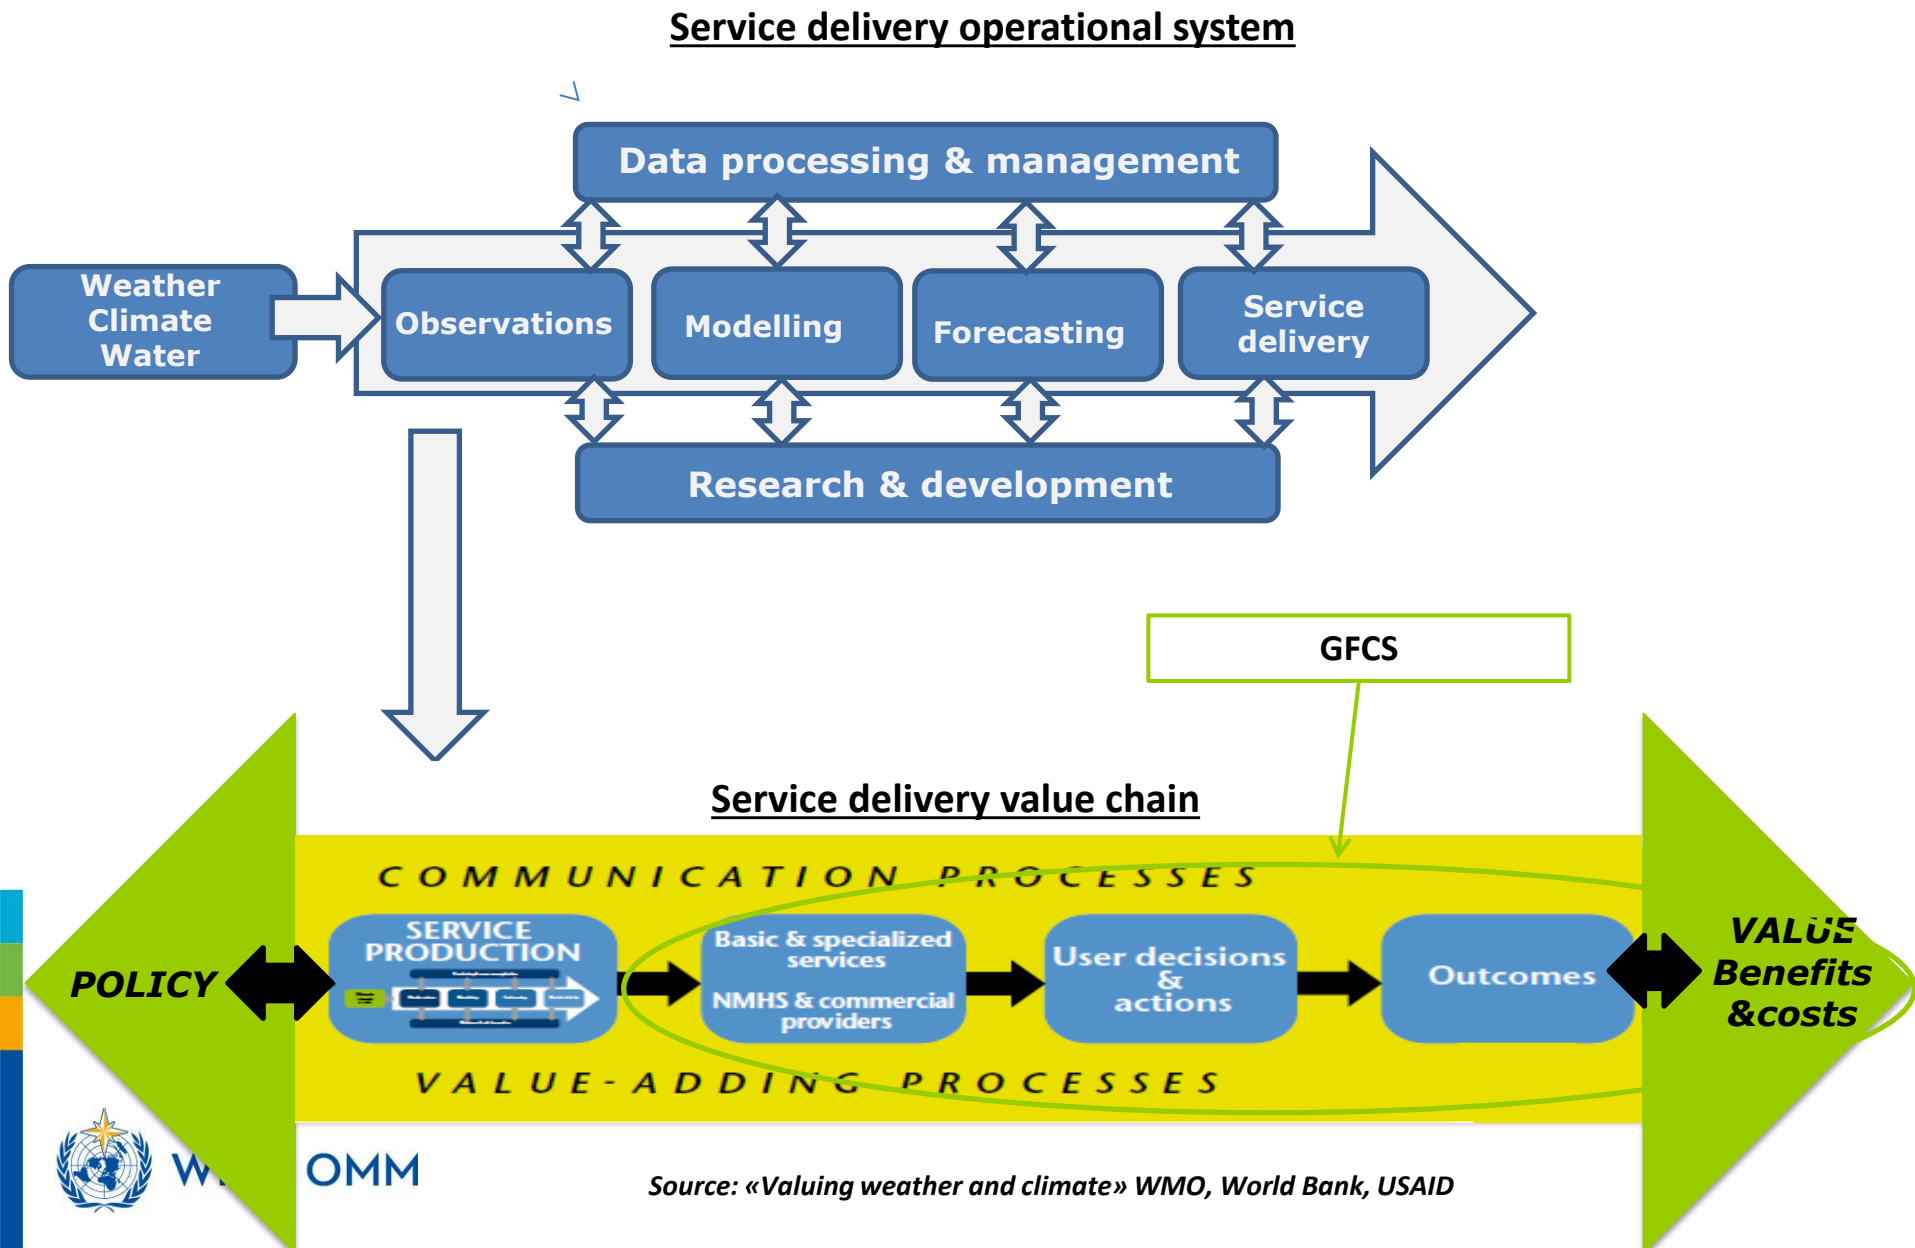 Service delivery operational system
Data processing & management
Weather
Climate
Water
Observations
Modelling
Forecasting
Service
delivery
Research & development
GFCS
Service delivery value chain
COMMUNICATION PROCESSES
POLICY
SERVICE
PRODUCTION
Basic & specialized
services
NMHS & commercial
providers
User decisions
&
actions
Outcomes
VALUE
Benefits
&costs
VALUE-ADDING PROCESSES
OMM
Source: «Valuing weather and climate» WMO, World Bank, USAID